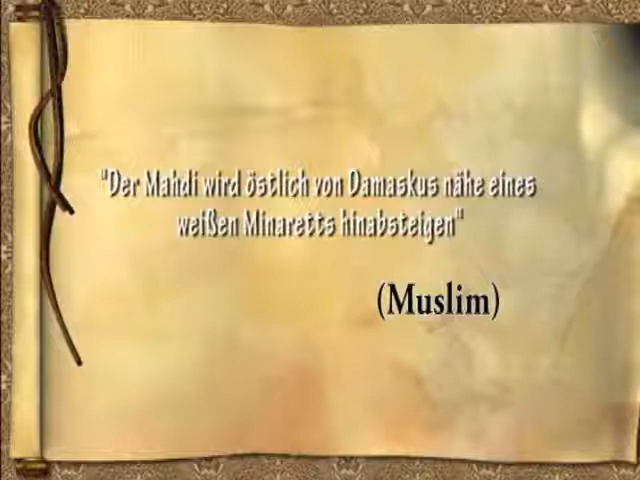 "Der Mahdi wird östlich von Damaskus nähe eines
weißen Minaretts hinabsteigen"
(Muslim)